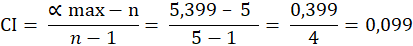 CI = (∝ max − n)/(n − 1) = (5,399 − 5)/(5 − 1) = 0,399/4 = 0,099